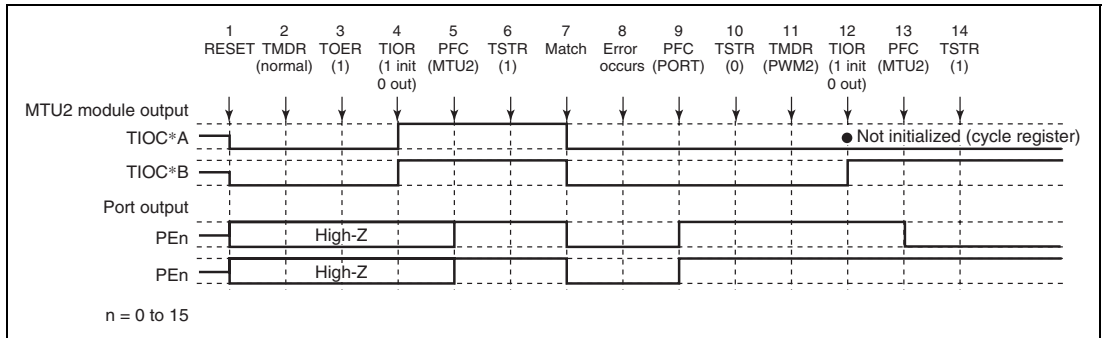 1 2 3 4 5 6 7 8 9 10 11 12 13 14
RESET TMDR TOER TIOR PFC TSTR Match Error PFC TSTR TMDR TIOR PFC TSTR
(normal) (1) (1 init (MTU2) (1) occurs (PORT) (0) (PWM2) (1 init (MTU2) (1)
0 out) 0 out)
MTU2 module output
TIOC*A ● Not initialized (cycle register)
TIOC*B
Port output
PEn High-Z
PEn High-Z
n = 0 to 15